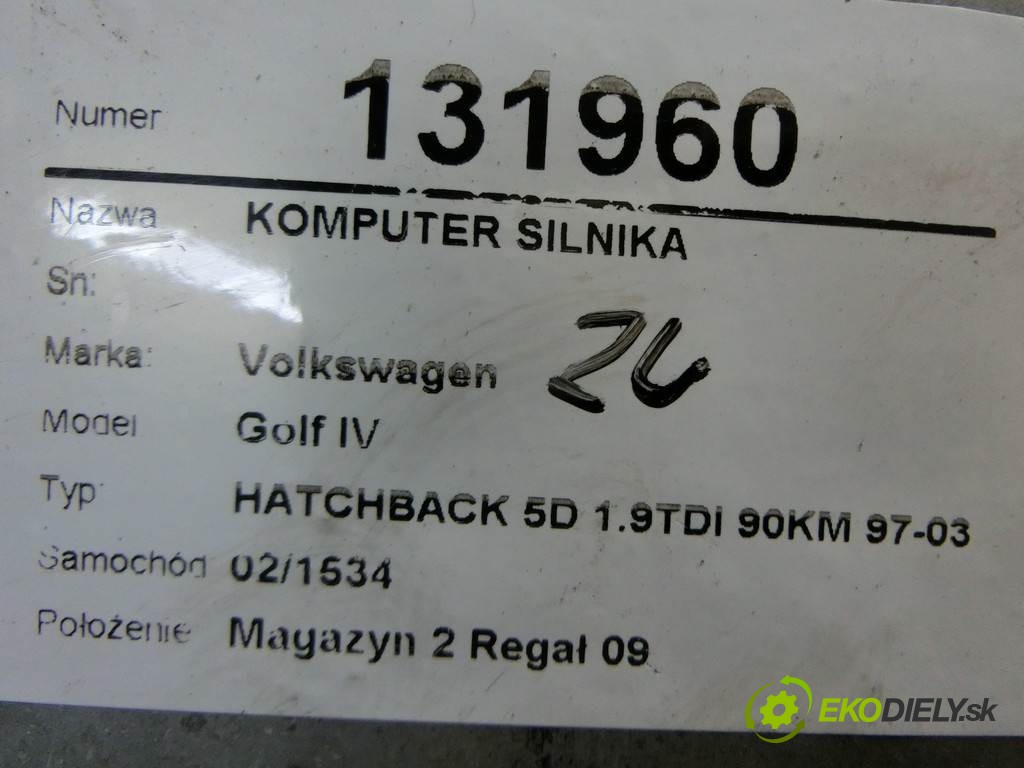 Numer 131960
Nazwa KOMPUTER SILNIKA
Sn:
Marka: Volkswagen
Model Golf IV
Typ: HATCHBACK 5D 1.9TDI 90KM 97-03
Samochód 02/1534
Położenie Magazyn 2 Regał 09
EKODIELY.sk